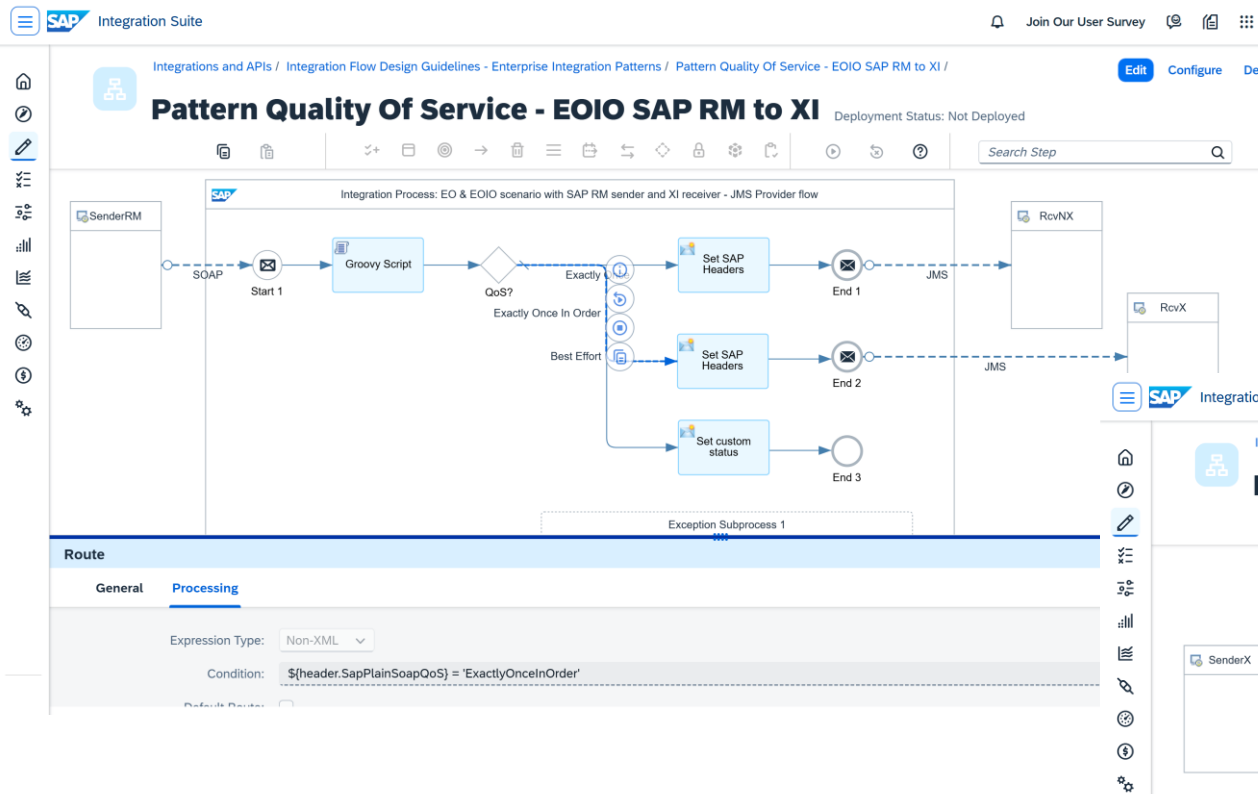 SAP Integration Suite
Join Our User Survey
Integrations and APIs / Integration Flow Design Guidelines - Enterprise Integration Patterns / Pattern Quality Of Service - EOIO SAP RM to XI /
Edit Configure De
Pattern Quality Of Service - EOIO SAP RM to XI
Deployment Status: Not Deployed
Search Step
SAP
Integration Process: EO & EOIO scenario with SAP RM sender and XI receiver - JMS Provider flow
SenderRM
RcvNX
SOAP
Start 1
Groovy Script
QoS?
Exactly
Set SAP
Headers
End 1
JMS
RcvX
Exactly Once In Order
Best Effort
Set SAP
Headers
End 2
JMS
Set custom
status
End 3
Exception Subprocess 1
Route
General Processing
Expression Type: Non-XML
Condition: ${header.SapPlainSoapQoS} = 'ExactlyOnceInOrder'
Default Route:
SAP Integratio
SenderX